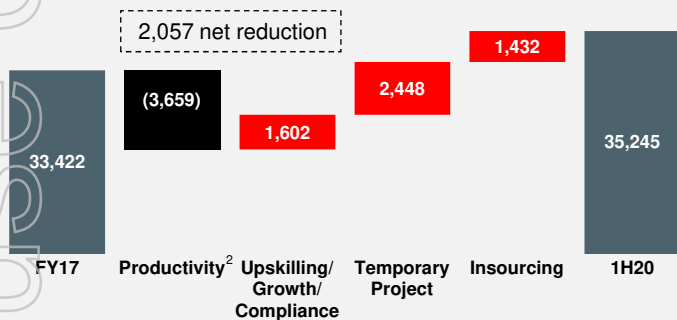 2,057 net reduction
1,432
(3,659)
2,448
1,602
35,245
33,422
FY17
Productivity²
Upskilling/
Growth/
Compliance
Temporary
Project
Insourcing
1H20